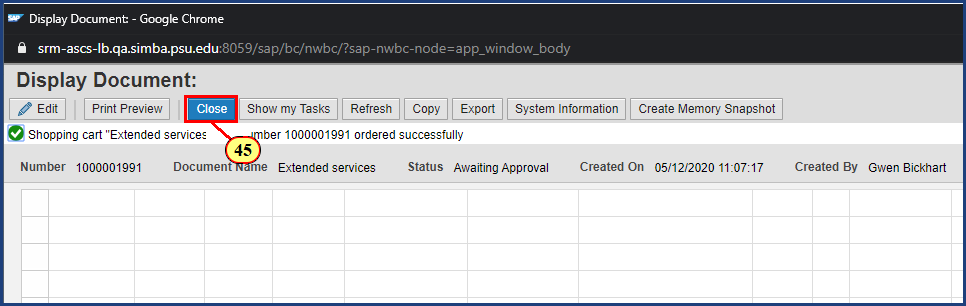 SAP Display Document: - Google Chrome
srm-ascs-lb.qa.simba.psu.edu:8059/sap/bc/nwbc/?sap-nwbc-node=app_window_body
Display Document:
Edit Print Preview Close Show my Tasks Refresh Copy Export System Information Create Memory Snapshot
Shopping cart "Extended services umber 1000001991 ordered successfully
45
Number 1000001991 Document Name Extended services Status Awaiting Approval Created On 05/12/2020 11:07:17 Created By Gwen Bickhart